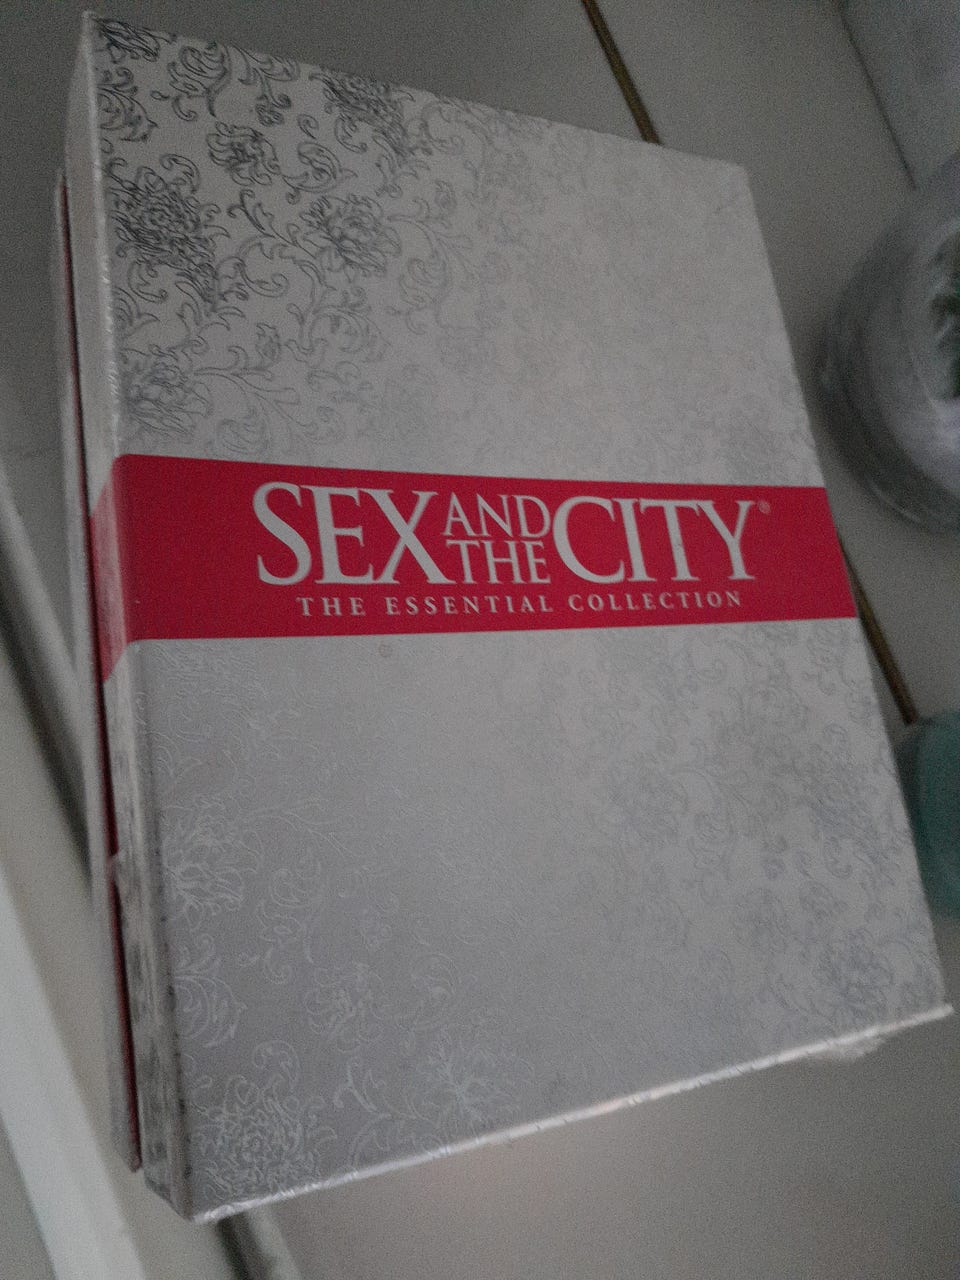 SEX AND THE CITY®
THE ESSENTIAL COLLECTION